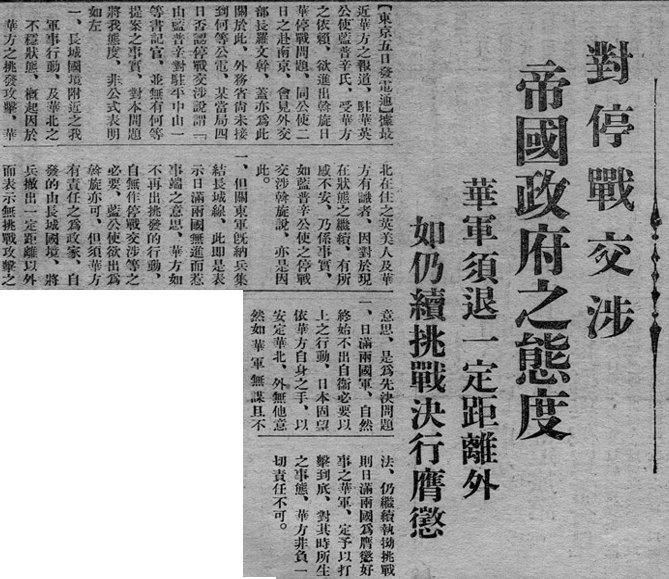 對停戰交涉
帝國政府之態度
華軍須退一定距離外
如仍續挑戰決行膺懲
【東京五日發電通】據最
近華方之報道、駐華英
公使藍普辛氏、受華方
之依賴、欲進出斡旋日
華停戰問題、同公使二
日之赴南京、會見外交
部長羅文幹、蓋亦爲此
關於此、外務省尙未接
到何等公電、某當局四
日否認停戰交涉說謂「
由藍普辛對駐平中山一
等書記官、並無有何等
提案之事實、對本問題
將我態度、非公式表明
如左
一、長城國境附近之我
軍事行動、及華北之
不穩狀態、概起因於
華方之挑發攻擊、華
北在住之英美人及華
方有識者、因對於現
在狀態之繼續、有所
感不安、乃係事實、
如藍普辛公使之停戰
交涉斡旋說、亦是因
此。
一、但關東軍旣納兵集
結長城線、此即是表
示日滿兩國無進而惹
事端之意思、華方如
不再出挑發的行動、
自無作停戰交涉等之
必要、藍公使欲出爲
斡旋亦可、但須華方
有責任之爲政家、自
發的由長城國境、將
兵撤出一定距離以外
而表示無挑戰攻擊之
意思、是爲先決問題
一、日滿兩國軍、自然
終始不出自衞必要以
上之行動、日本固望
依華方自身之手、以
安定華北、外無他意
然如華軍無謀且不
法、仍繼續執拗挑戰
則日滿兩國爲膺懲好
事之華軍、定予以打
擊到底、對其時所生
之事態、華方非負一
切責任不可。